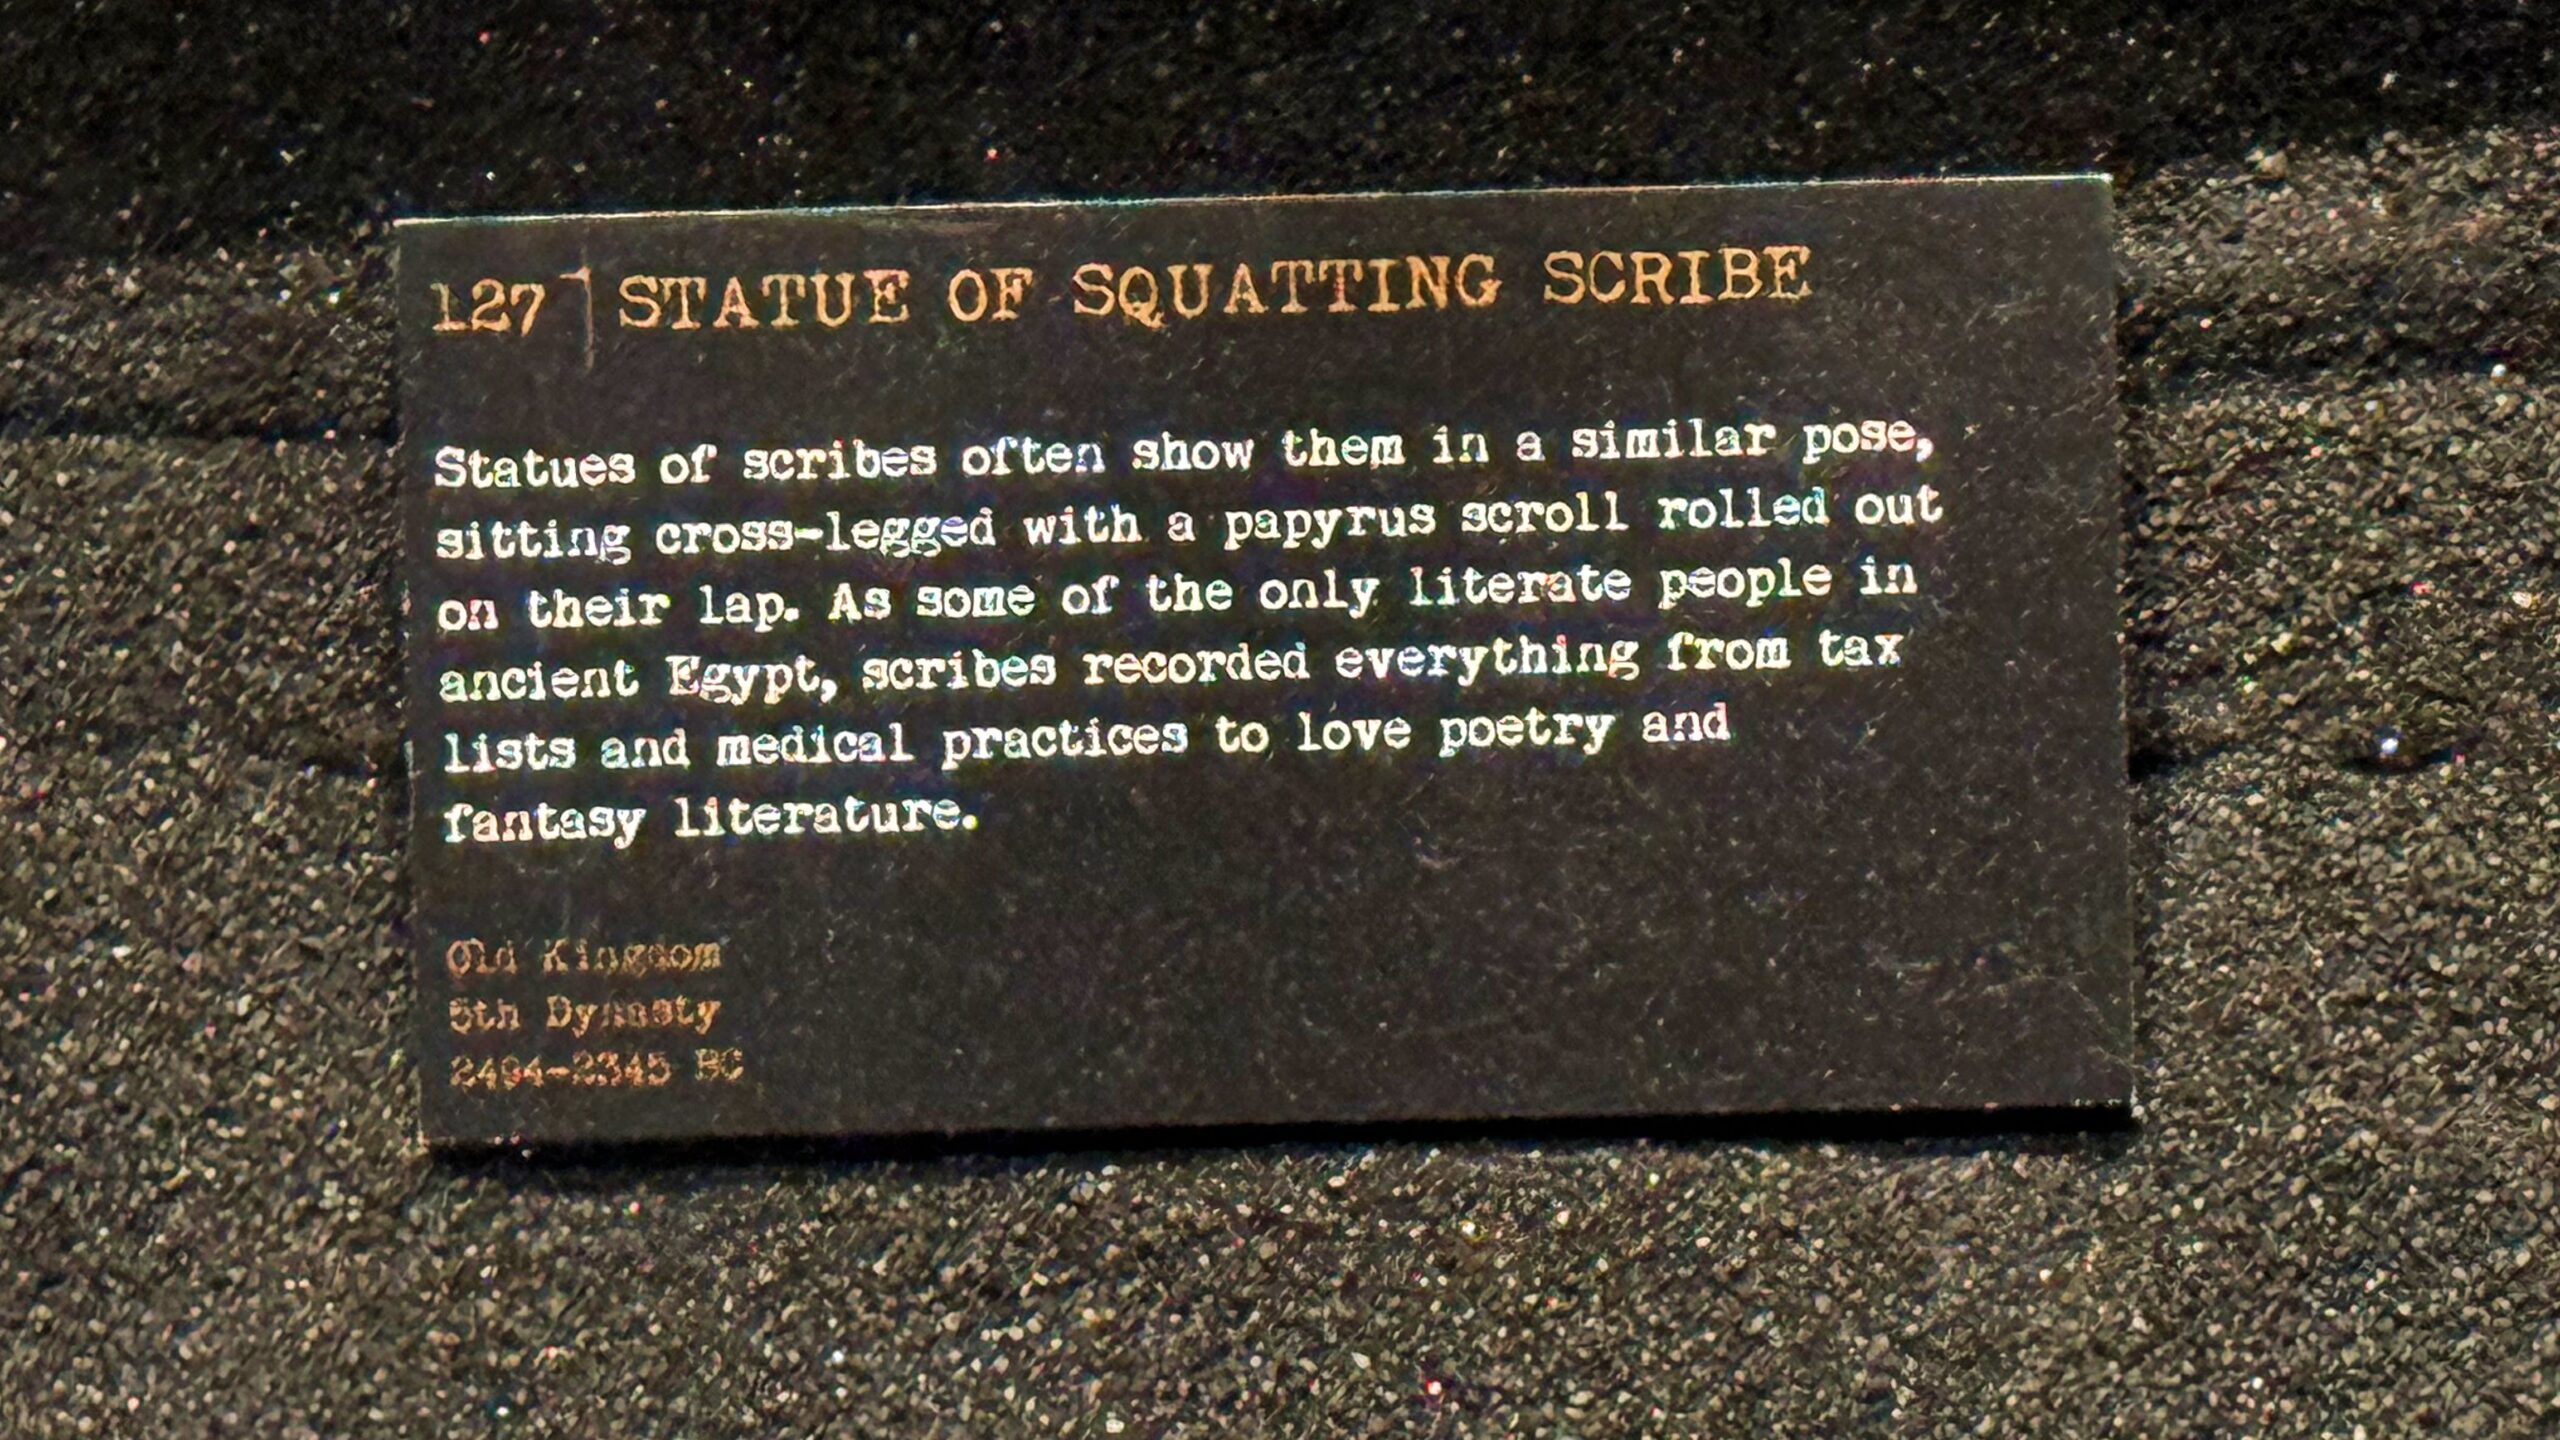 127 | STATUE OF SQUATTING SCRIBE
Statues of scribes often show them in a similar pose,
sitting cross-legged with a papyrus scroll rolled out
on their lap. As some of the only literate people in
ancient Egypt, scribes recorded everything from tax
lists and medical practices to love poetry and
fantasy literature.
Old Kingdom
5th Dynasty
2494-2345 BC